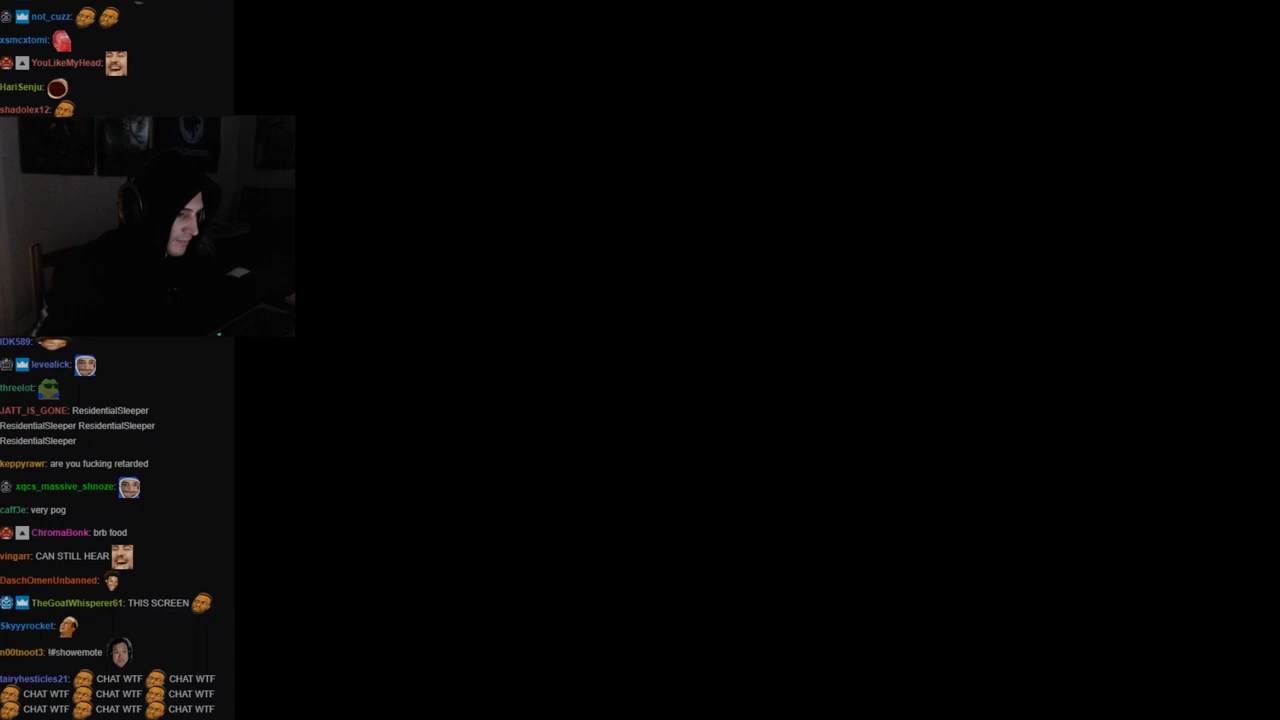 not_cuzz:
xsmcxtomi:
YouLikeMyHead:
HariSenju:
shadolex12:
IDK589:
levealick:
threelot:
JATT_IS_GONE: ResidentialSleeper
ResidentialSleeper ResidentialSleeper
ResidentialSleeper
keppyrawr: are you fucking retarded
xqcs_massive_shnoze:
caff3e: very pog
ChromaBonk: brb food
vingarr: CAN STILL HEAR
DaschOmenUnbanned:
TheGoatWhisperer61: THIS SCREEN
Skyyyrocket:
n00tnoot3: !#showemote
tairyhesticles21: CHAT WTF CHAT WTF
CHAT WTF CHAT WTF CHAT WTF
CHAT WTF CHAT WTF CHAT WTF